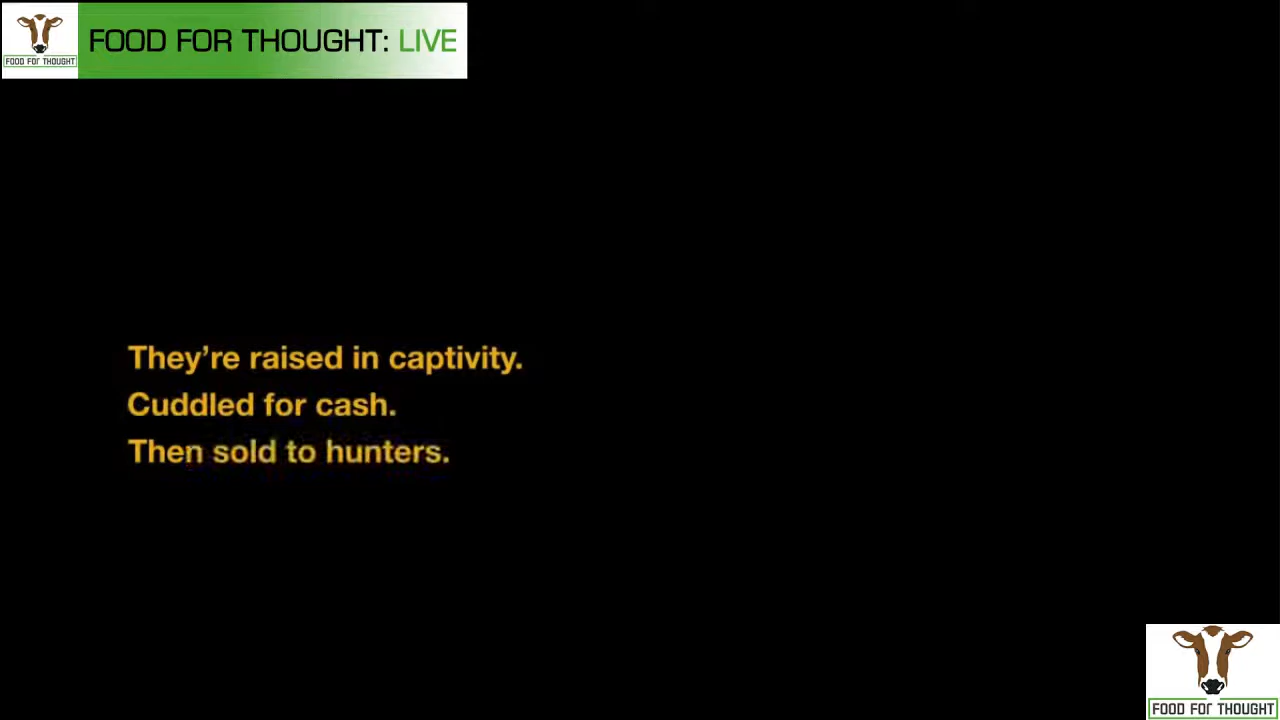 FOOD FOR THOUGHT
FOOD FOR THOUGHT: LIVE
They’re raised in captivity.
Cuddled for cash.
Then sold to hunters.
FOOD FOR THOUGHT